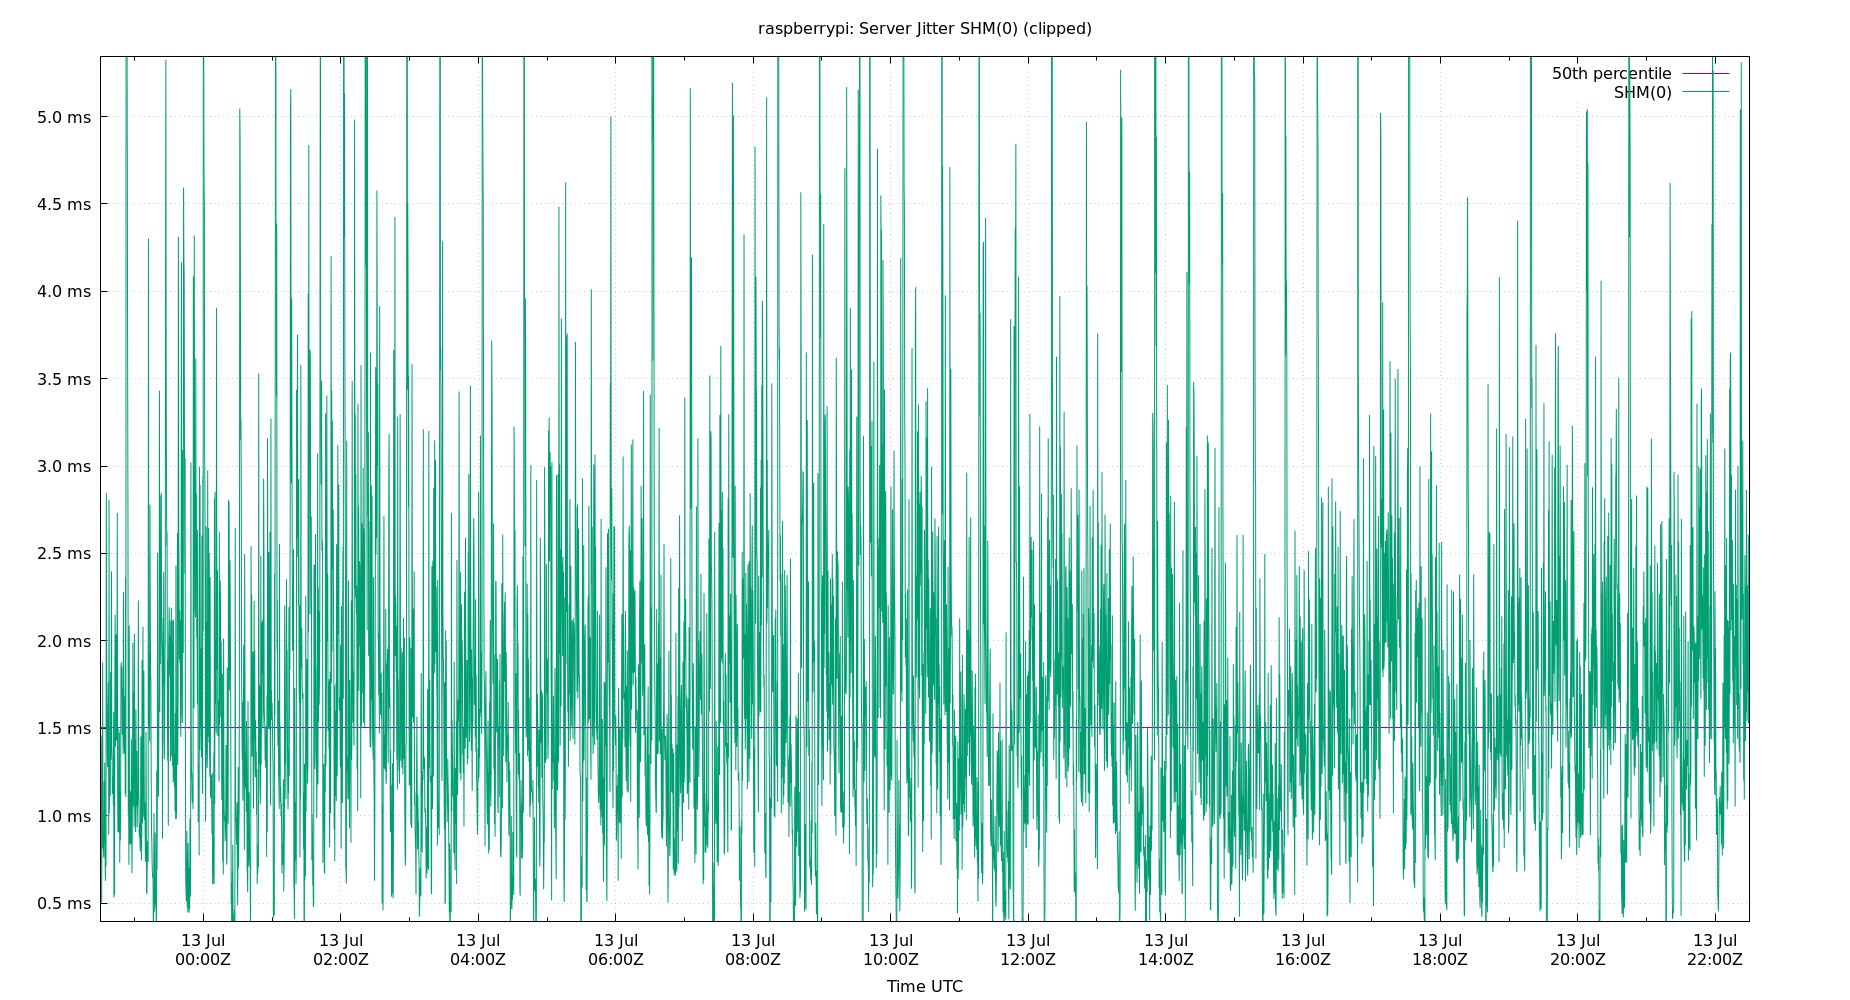 raspberrypi: Server Jitter SHM(0) (clipped)
50th percentile
SHM(0)
5.0 ms
4.5 ms
4.0 ms
3.5 ms
3.0 ms
2.5 ms
2.0 ms
1.5 ms
1.0 ms
0.5 ms
13 Jul 13 Jul 13 Jul 13 Jul 13 Jul 13 Jul 13 Jul 13 Jul 13 Jul 13 Jul 13 Jul 13 Jul
00:00Z 02:00Z 04:00Z 06:00Z 08:00Z 10:00Z 12:00Z 14:00Z 16:00Z 18:00Z 20:00Z 22:00Z
Time UTC